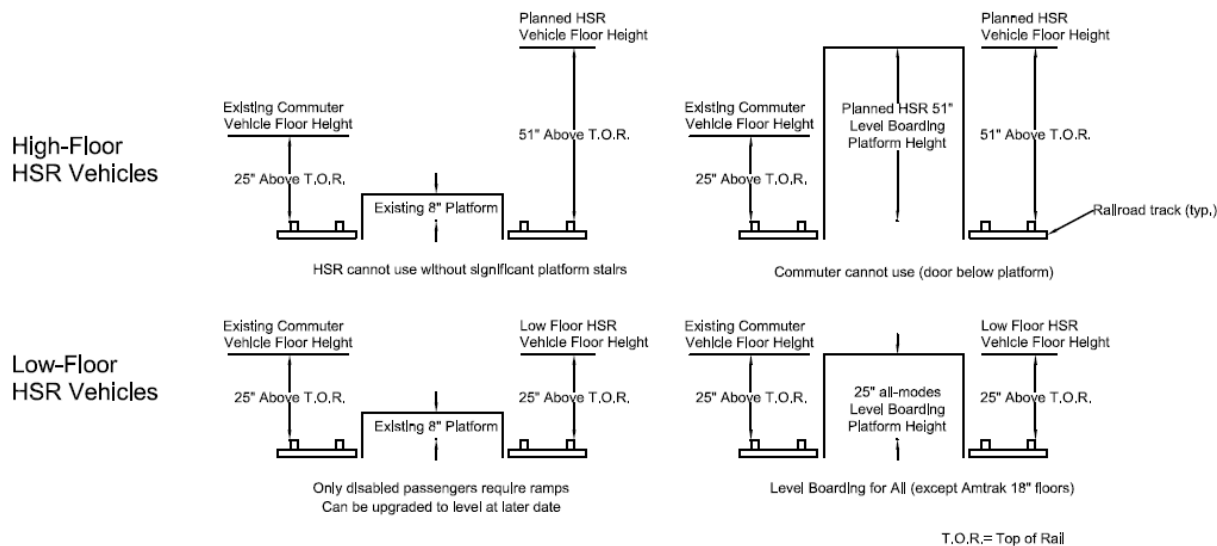 High-Floor
HSR Vehicles
Existing Commuter
Vehicle Floor Height
25" Above T.O.R.
Existing 8" Platform
Planned HSR
Vehicle Floor Height
51" Above T.O.R.
HSR cannot use without significant platform stairs
Existing Commuter
Vehicle Floor Height
25" Above T.O.R.
Planned HSR 51"
Level Boarding
Platform Height
Planned HSR
Vehicle Floor Height
51" Above T.O.R.
Railroad track (typ.)
Commuter cannot use (door below platform)
Low-Floor
HSR Vehicles
Existing Commuter
Vehicle Floor Height
25" Above T.O.R.
Existing 8" Platform
Low Floor HSR
Vehicle Floor Height
25" Above T.O.R.
Only disabled passengers require ramps
Can be upgraded to level at later date
Existing Commuter
Vehicle Floor Height
25" Above T.O.R.
25" all-modes
Level Boarding
Platform Height
Low Floor HSR
Vehicle Floor Height
25" Above T.O.R.
Level Boarding for All (except Amtrak 18" floors)
T.O.R.= Top of Rail